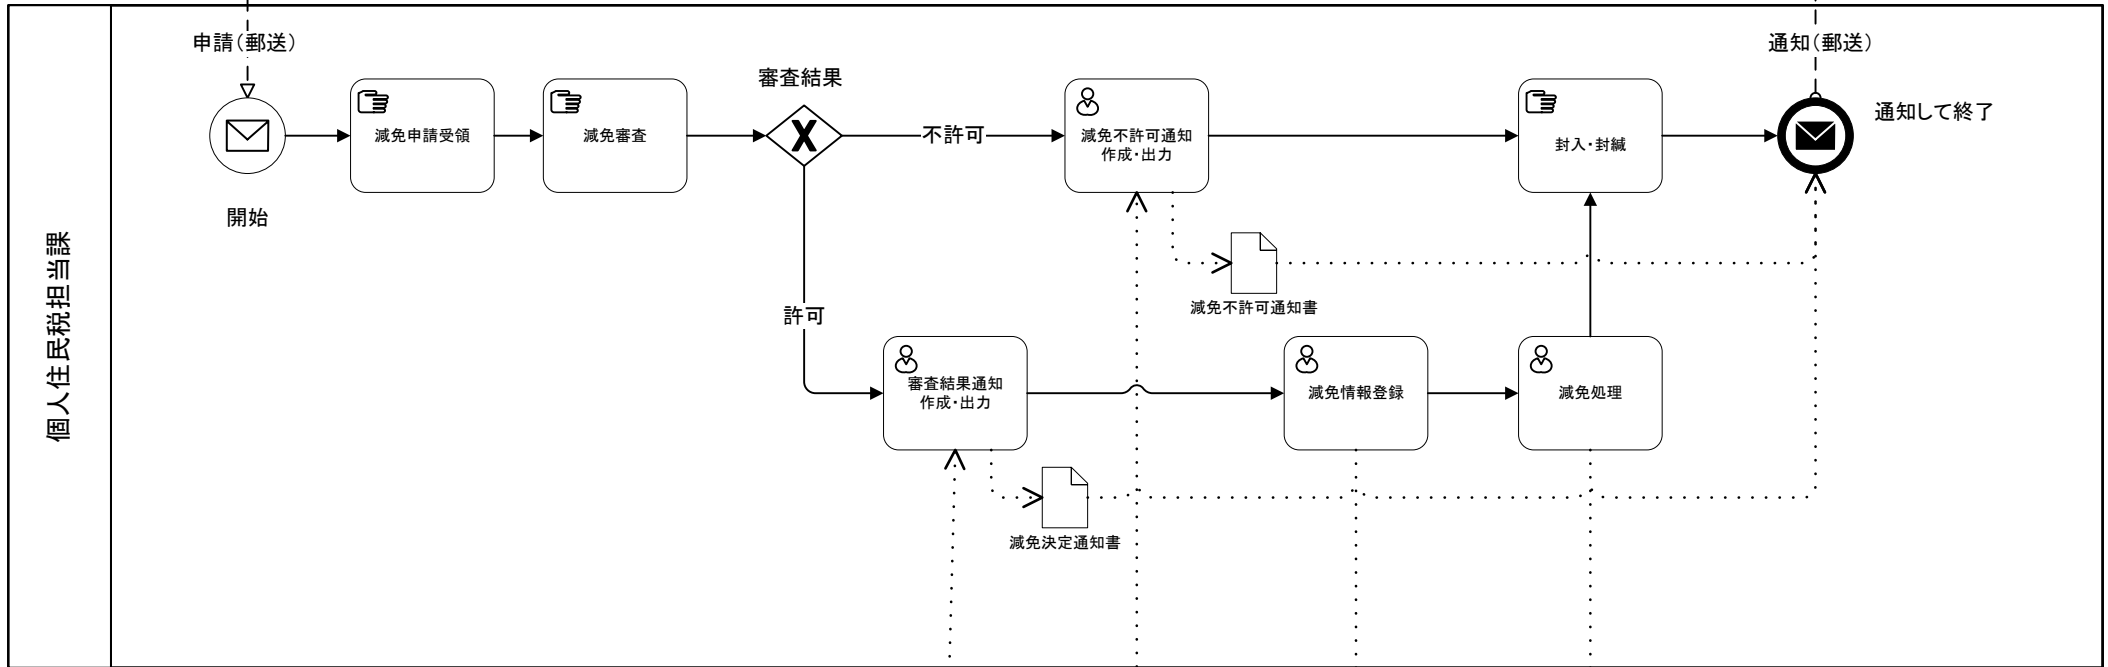 申請(郵送)
通知(郵送)
審査結果
減免申請受領
減免審査
不許可
減免不許可通知
作成・出力
封入・封緘
通知して終了
開始
個人住民税担当課
減免不許可通知書
許可
審査結果通知
作成・出力
減免情報登録
減免処理
減免決定通知書